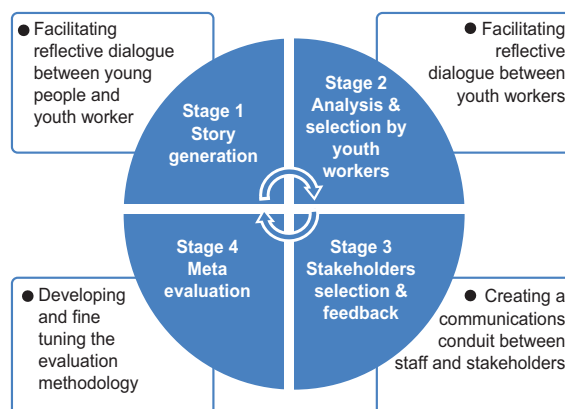 ● Facilitating
reflective dialogue
between young
people and
youth worker
● Facilitating
reflective
dialogue between
youth workers
Stage 1
Story
generation
Stage 2
Analysis &
selection by
youth
workers
Stage 4
Meta
evaluation
Stage 3
Stakeholders
selection &
feedback
● Developing
and fine
tuning the
evaluation
methodology
● Creating a
communications
conduit between
staff and stakeholders